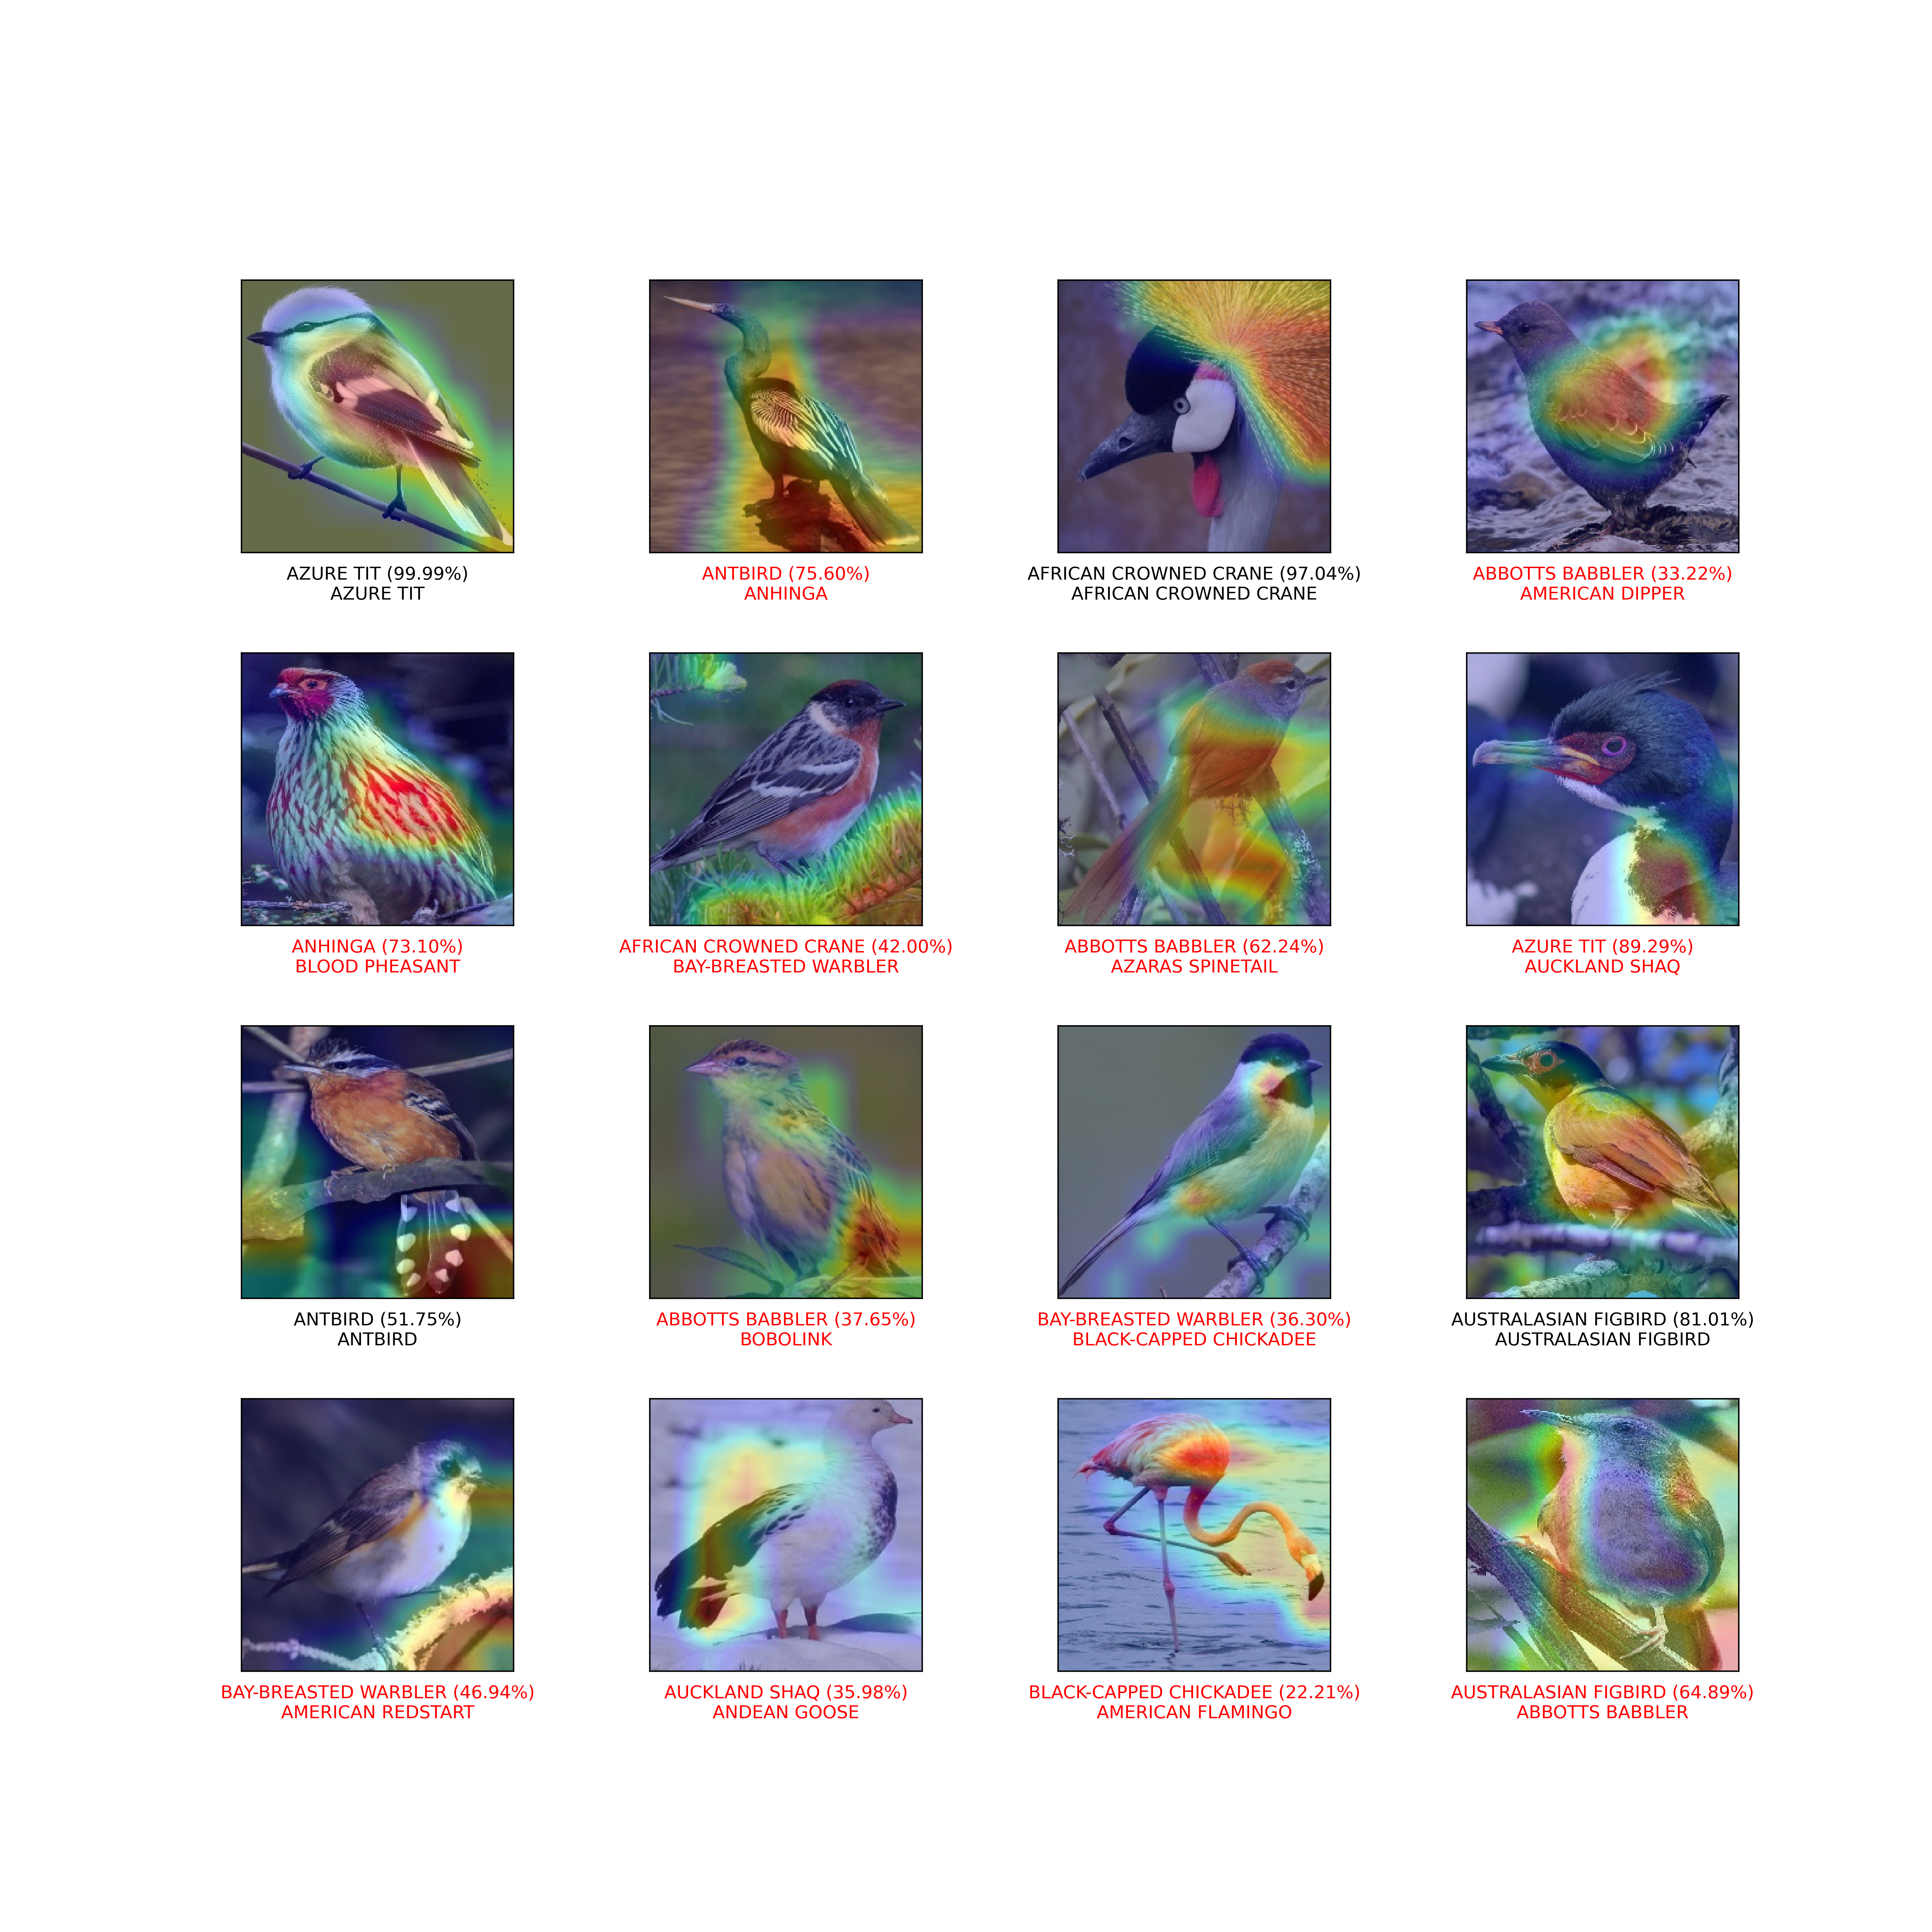 AZURE TIT (99.99%)
AZURE TIT
ANTBIRD (75.60%)
ANHINGA
AFRICAN CROWNED CRANE (97.04%)
AFRICAN CROWNED CRANE
ABBOTTS BABBLER (33.22%)
AMERICAN DIPPER
ANHINGA (73.10%)
BLOOD PHEASANT
AFRICAN CROWNED CRANE (42.00%)
BAY-BREASTED WARBLER
ABBOTTS BABBLER (62.24%)
AZARAS SPINETAIL
AZURE TIT (89.29%)
AUCKLAND SHAQ
ANTBIRD (51.75%)
ANTBIRD
ABBOTTS BABBLER (37.65%)
BOBOLINK
BAY-BREASTED WARBLER (36.30%)
BLACK-CAPPED CHICKADEE
AUSTRALASIAN FIGBIRD (81.01%)
AUSTRALASIAN FIGBIRD
BAY-BREASTED WARBLER (46.94%)
AMERICAN REDSTART
AUCKLAND SHAQ (35.98%)
ANDEAN GOOSE
BLACK-CAPPED CHICKADEE (22.21%)
AMERICAN FLAMINGO
AUSTRALASIAN FIGBIRD (64.89%)
ABBOTTS BABBLER